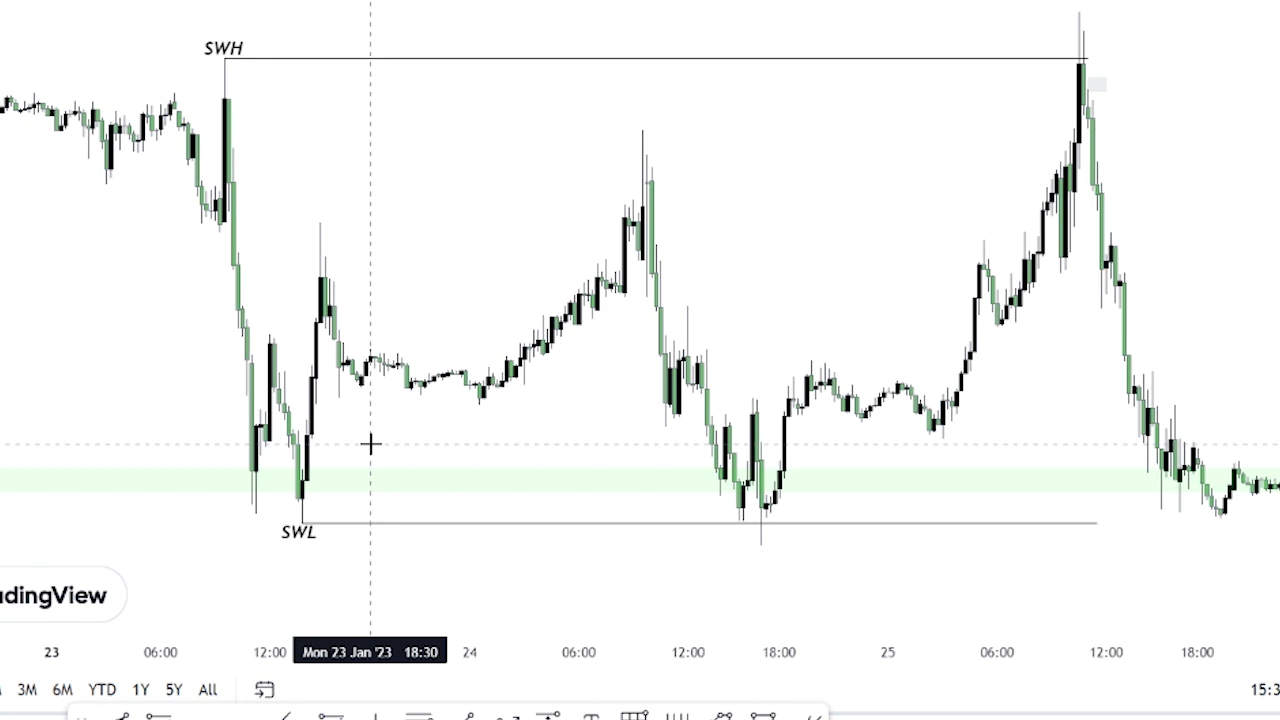 SWH
SWL
adingView
23 06:00 12:00 Mon 23 Jan '23 18:30 24 06:00 12:00 18:00 25 06:00 12:00 18:00
3M 6M YTD 1Y 5Y All 15:3